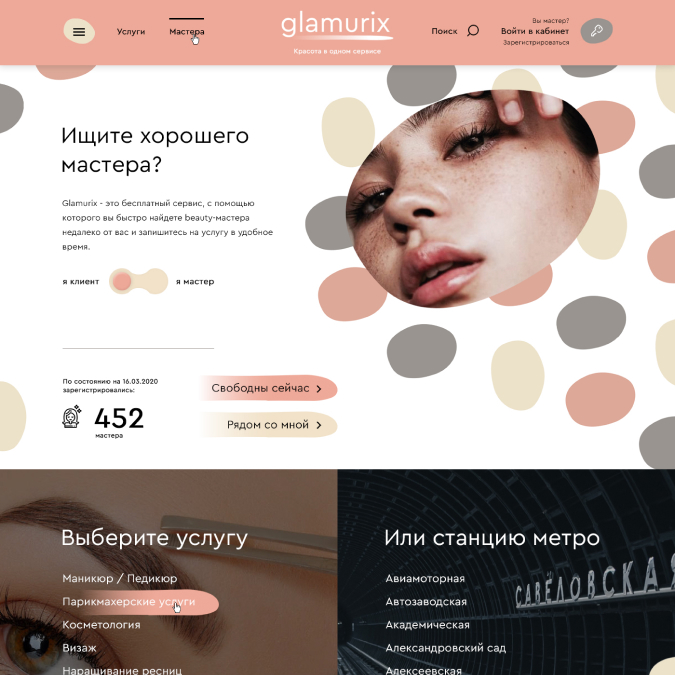 Услуги
Мастера
glamurix
Красота в одном сервисе
Поиск
Вы мастер?
Войти в кабинет
Зарегистрироваться
Ищите хорошего
мастера?
Glamurix - это бесплатный сервис, с помощью
которого вы быстро найдете beauty-мастера
недалеко от вас и запишитесь на услугу в удобное
время.
я клиент
я мастер
По состоянию на 16.03.2020
зарегистрировались:
452
мастера
Свободны сейчас
Рядом со мной
Выберите услугу
Маникюр / Педикюр
Парикмахерские услуги
Косметология
Визаж
Наращивание ресниц
Или станцию метро
Авиамоторная
Автозаводская
Академическая
Александровский сад
Алексеевская
САВЁЛОВСКАЯ